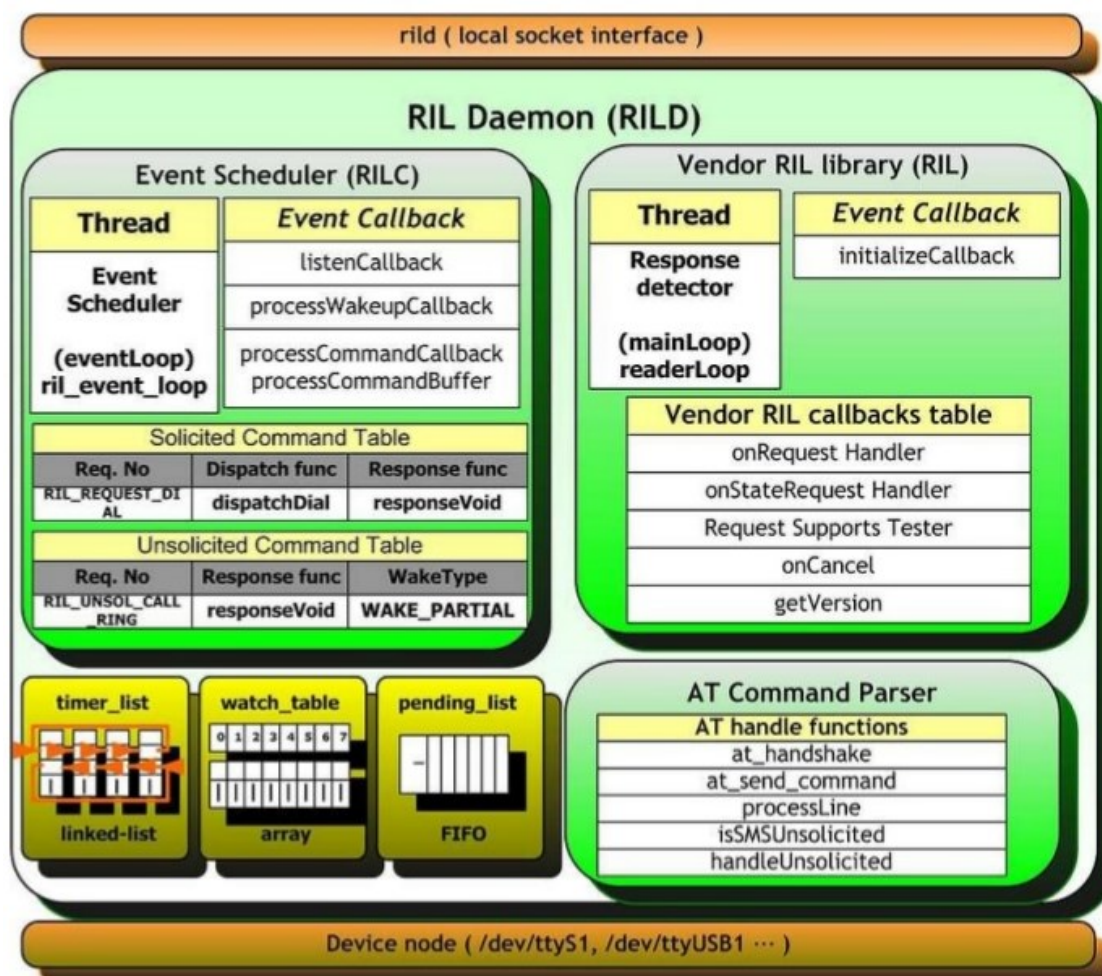 rild ( local socket interface )
RIL Daemon (RILD)
Event Scheduler (RILC)
Thread
Event
Scheduler
(eventLoop)
ril_event_loop
Event Callback
listenCallback
processWakeupCallback
processCommandCallback
processCommandBuffer
Solicited Command Table
Req. No Dispatch func Response func
RIL_REQUEST_DI
AL
dispatchDial responseVoid
Unsolicited Command Table
Req. No Response func WakeType
RIL_UNSOL_CALL
_RING
responseVoid WAKE_PARTIAL
Vendor RIL library (RIL)
Thread
Response
detector
(mainLoop)
readerLoop
Event Callback
initializeCallback
Vendor RIL callbacks table
onRequest Handler
onStateRequest Handler
Request Supports Tester
onCancel
getVersion
timer_list
linked-list
watch_table
0 1 2 3 4 5 6 7
array
pending_list
FIFO
AT Command Parser
AT handle functions
at_handshake
at_send_command
processLine
isSMSUnsolicited
handleUnsolicited
Device node ( /dev/ttyS1, /dev/ttyUSB1 ··· )